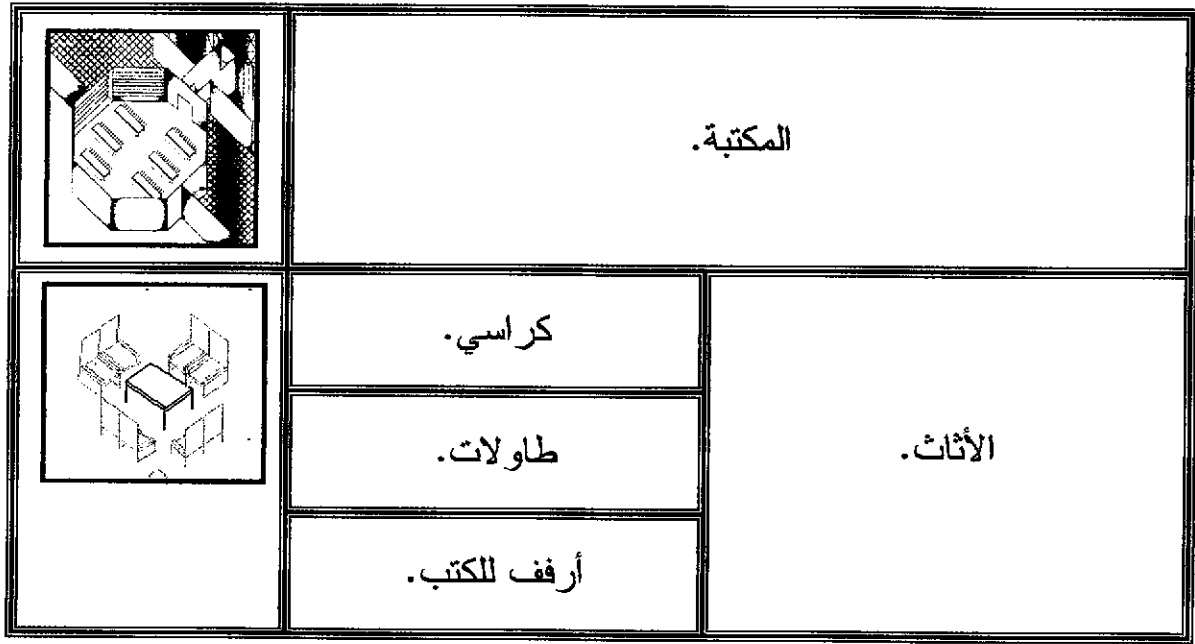 المكتبة.
الأثاث.
كراسي.
طاولات.
أرفف للكتب.